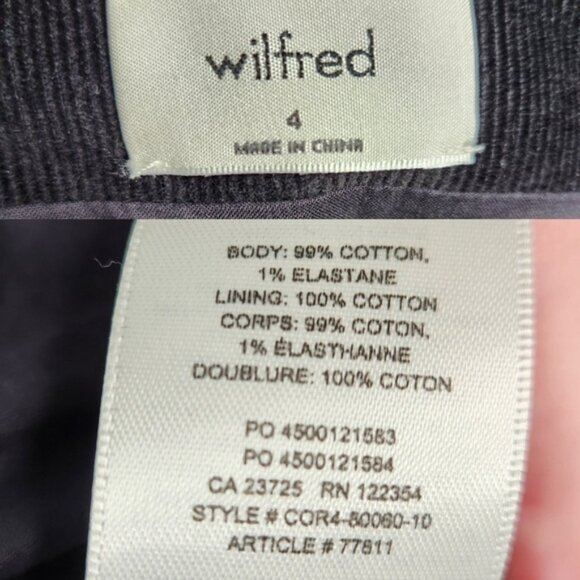 wilfred
4
MADE IN CHINA
BODY: 99% COTTON,
1% ELASTANE
LINING: 100% COTTON
CORPS: 99% COTON,
1% ÉLASTHANNE
DOUBLURE: 100% COTON
PO 4500121583
PO 4500121584
CA 23725 RN 122354
STYLE # COR4-80060-10
ARTICLE # 77811